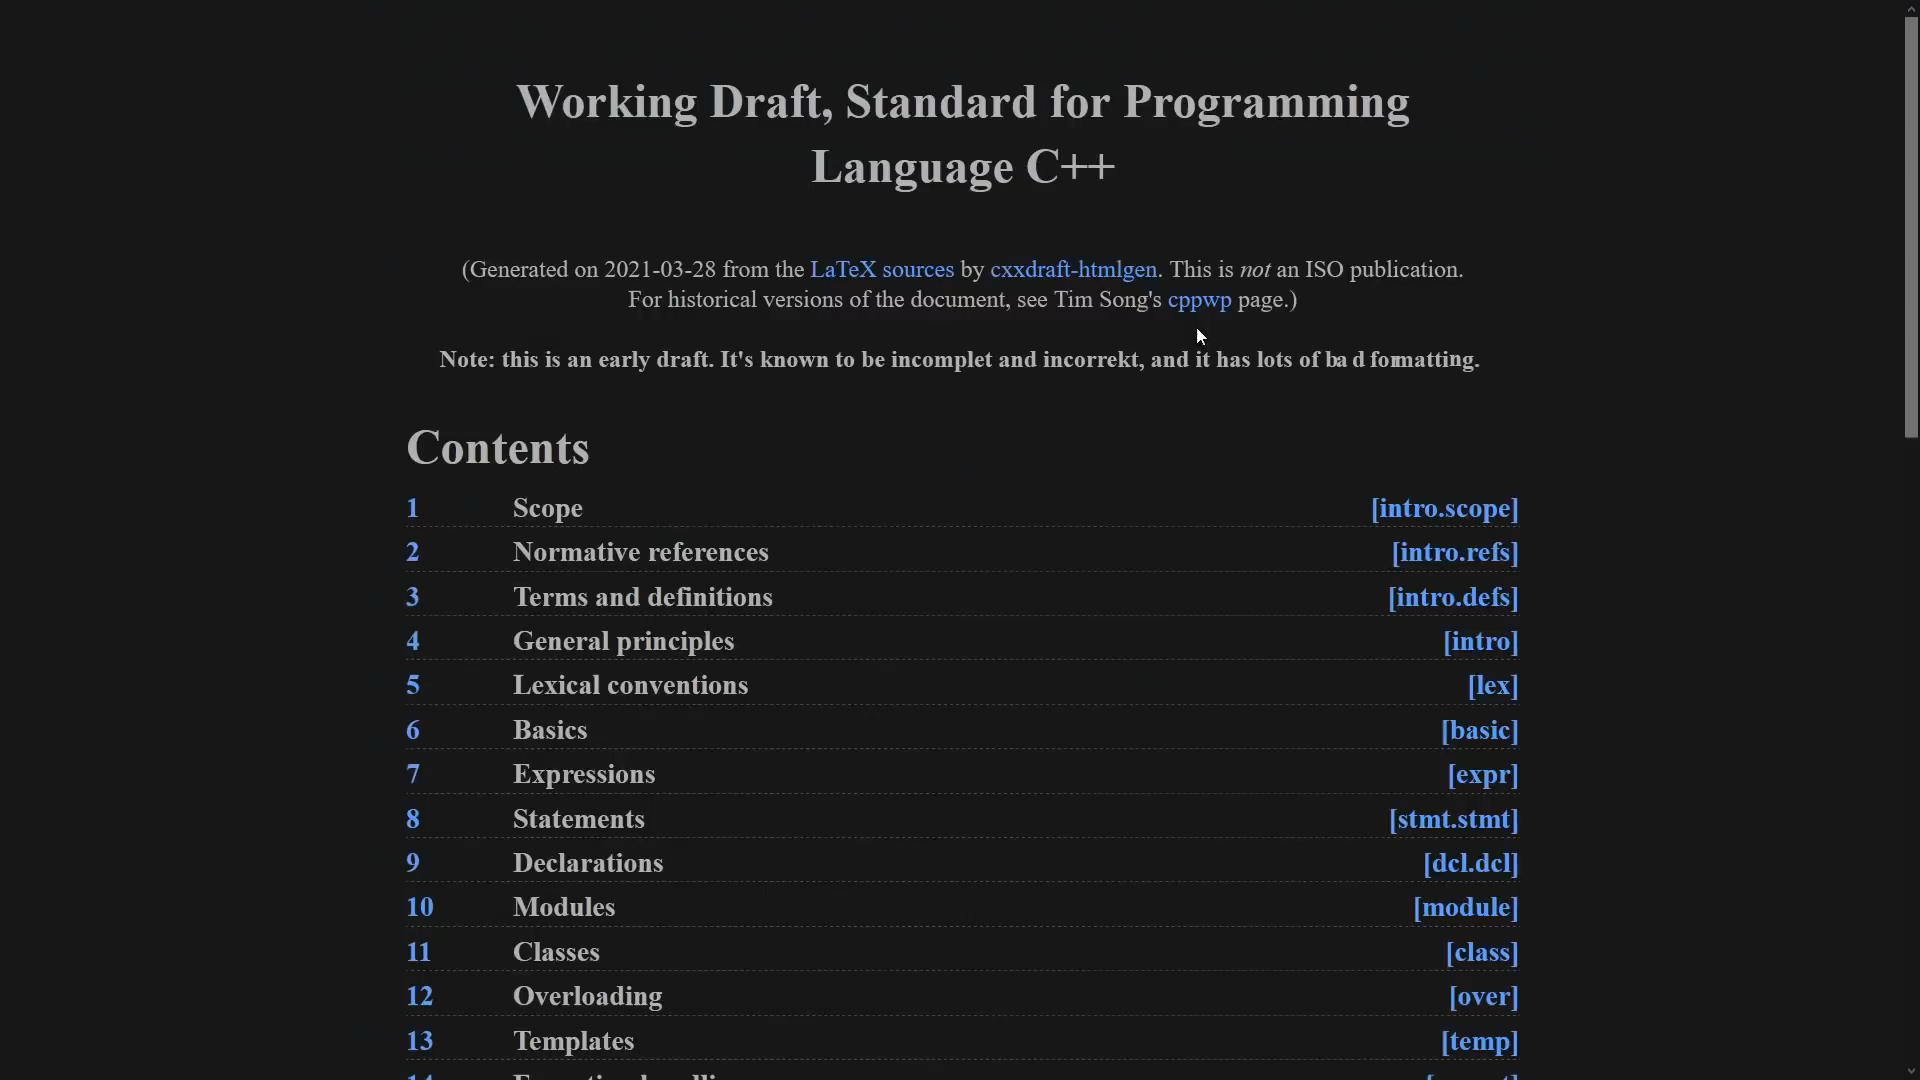 Working Draft, Standard for Programming
Language C++
(Generated on 2021-03-28 from the LaTeX sources by cxxdraft-htmlgen. This is not an ISO publication.
For historical versions of the document, see Tim Song's cppwp page.)
Note: this is an early draft. It's known to be incomplet and incorrekt, and it has lots of ba d formatting.
Contents
1 Scope [intro.scope]
2 Normative references [intro.refs]
3 Terms and definitions [intro.defs]
4 General principles [intro]
5 Lexical conventions [lex]
6 Basics [basic]
7 Expressions [expr]
8 Statements [stmt.stmt]
9 Declarations [dcl.dcl]
10 Modules [module]
11 Classes [class]
12 Overloading [over]
13 Templates [temp]